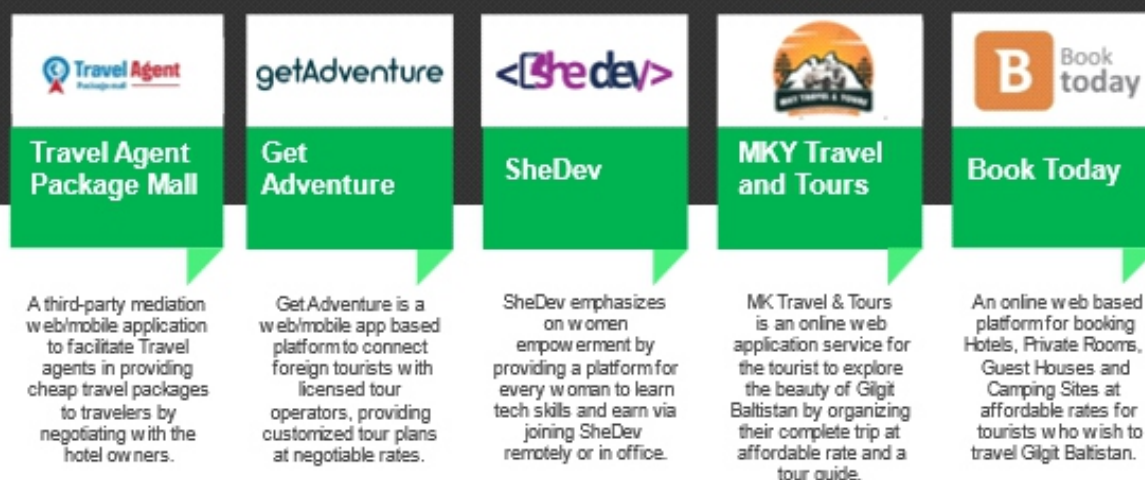 Travel Agent
Package mall
getAdventure
<[she dev/>
MKY TRAVEL & TOURS
B
Book
today
Travel Agent
Package Mall
Get
Adventure
SheDev
MKY Travel
and Tours
Book Today
A third-party mediation
web/mobile application
to facilitate Travel
agents in providing
cheap travel packages
to travelers by
negotiating with the
hotel owners.
Get Adventure is a
web/mobile app based
platform to connect
foreign tourists with
licensed tour
operators, providing
customized tour plans
at negotiable rates.
SheDev emphasizes
on women
empowerment by
providing a platform for
every woman to learn
tech skills and earn via
joining SheDev
remotely or in office.
MK Travel & Tours
is an online web
application service for
the tourist to explore
the beauty of Gilgit
Baltistan by organizing
their complete trip at
affordable rate and a
tour guide.
An online web based
platform for booking
Hotels, Private Rooms,
Guest Houses and
Camping Sites at
affordable rates for
tourists who wish to
travel Gilgit Baltistan.